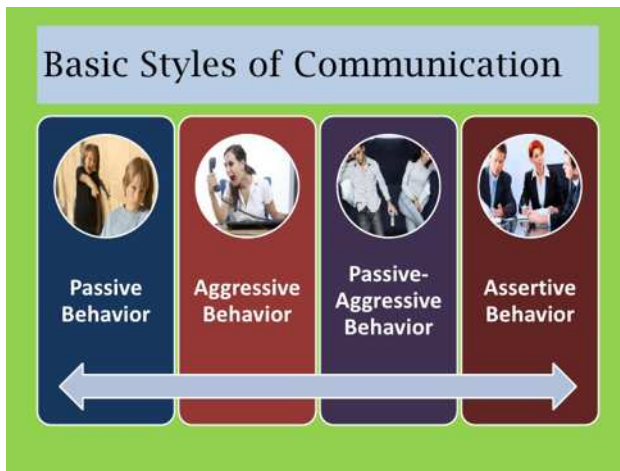 Basic Styles of Communication
Passive
Behavior
Aggressive
Behavior
Passive-
Aggressive
Behavior
Assertive
Behavior